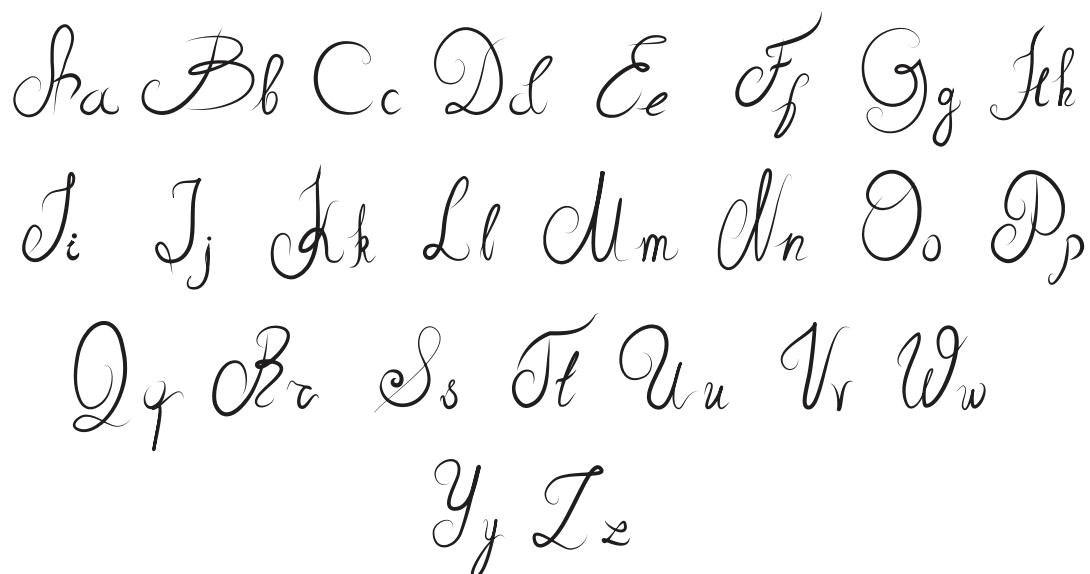 Aa Bb Cc Dd Ee Ff Gg Hh
Ii Jj Kk Ll Mm Nn Oo Pp
Qq Rr Ss Tt Uu Vv Ww
Yy Zz